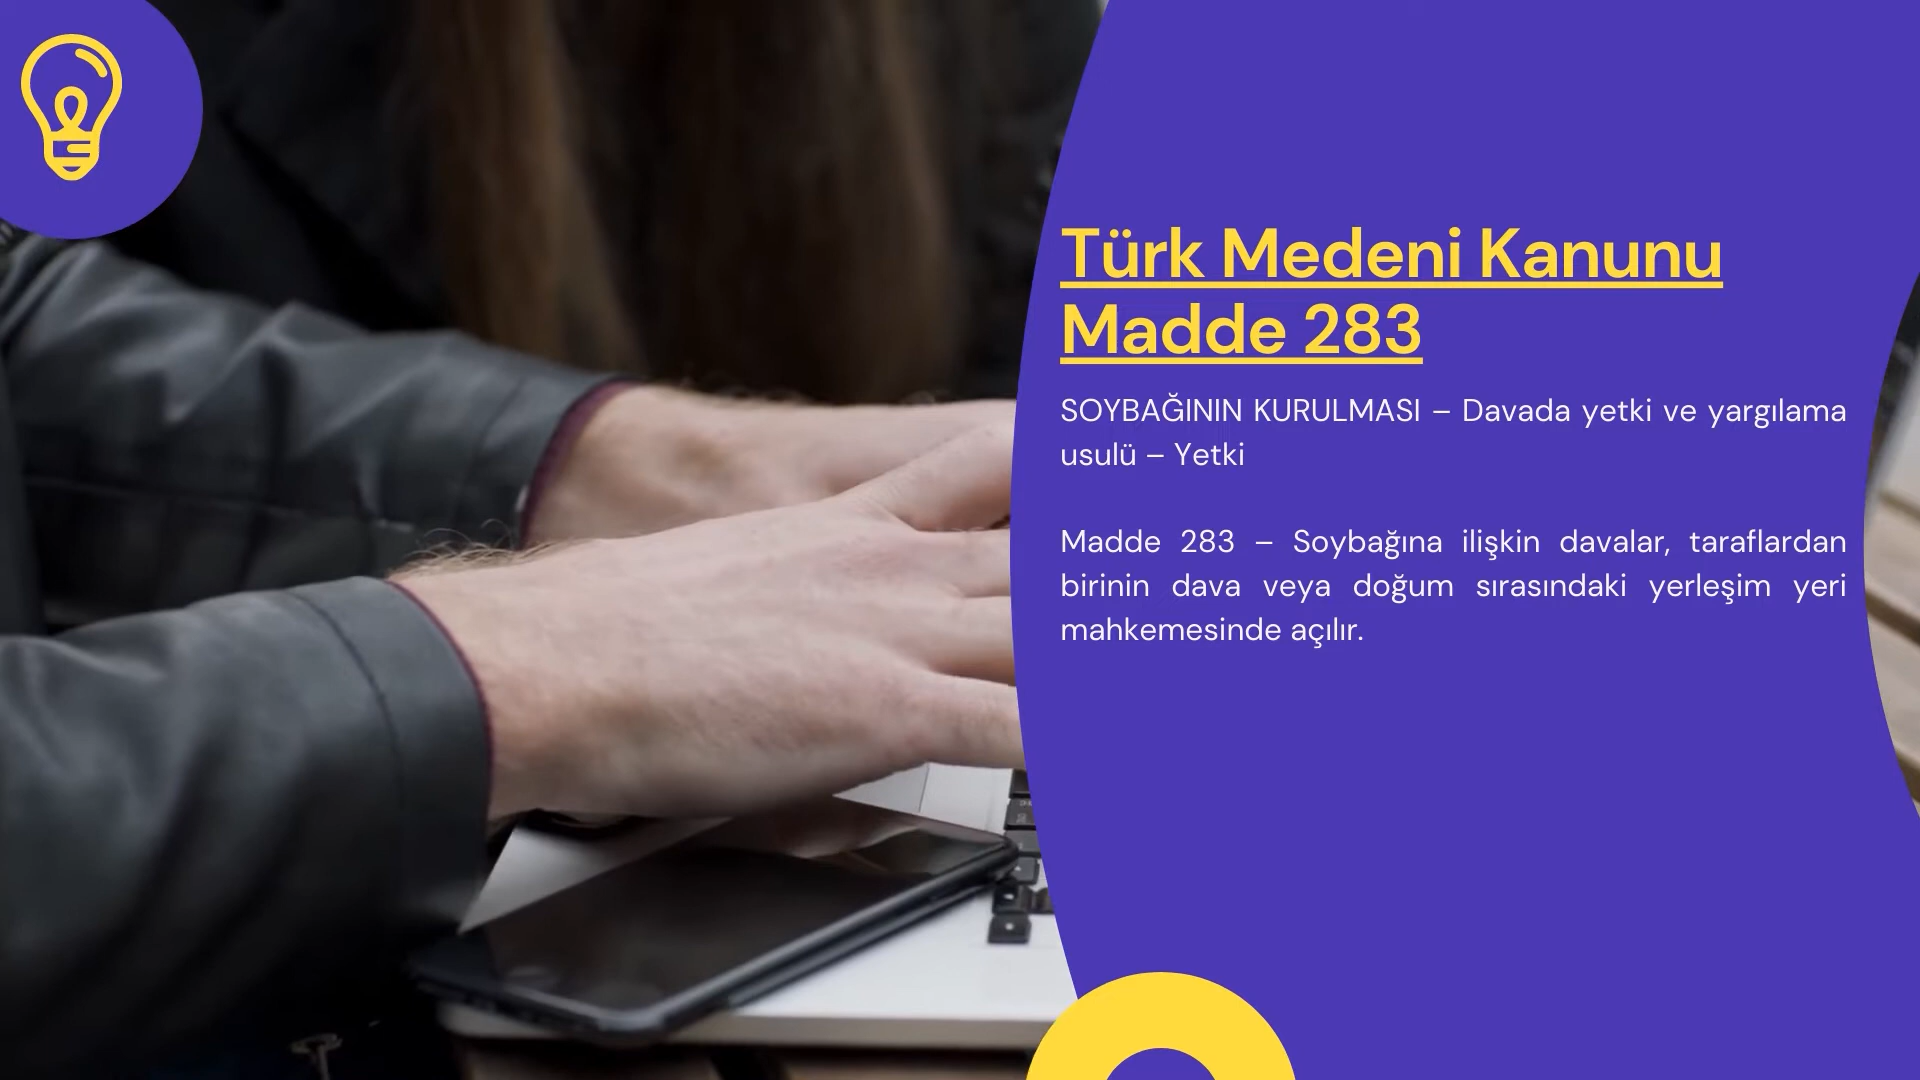 Türk Medeni Kanunu
Madde 283
SOYBAĞININ KURULMASI – Davada yetki ve yargılama
usulü – Yetki
Madde 283 – Soybağına ilişkin davalar, taraflardan
birinin dava veya doğum sırasındaki yerleşim yeri
mahkemesinde açılır.